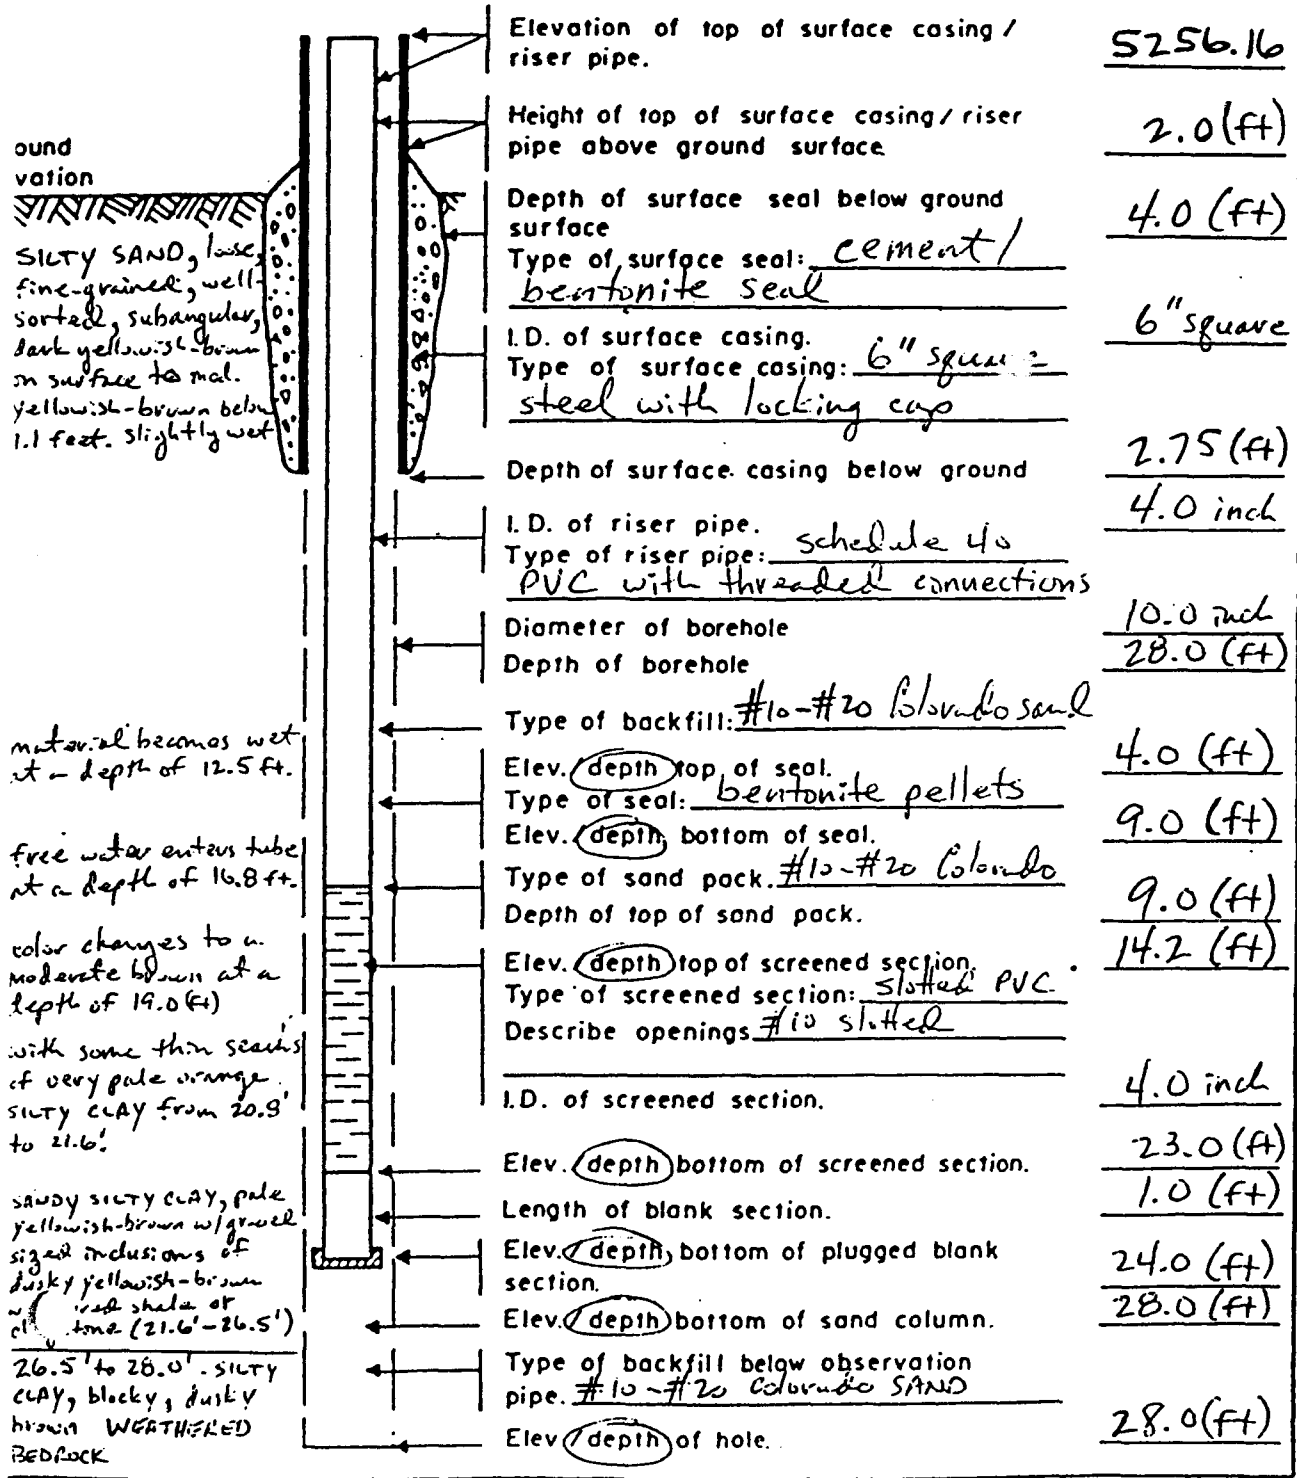 Elevation of top of surface casing /
riser pipe.
5256.16
Height of top of surface casing / riser
pipe above ground surface
2.0 (ft)
ound
vation
Depth of surface seal below ground
surface
4.0 (ft)
Type of surface seal: cement /
bentonite seal
SILTY SAND, loose,
fine-grained, well-
sorted, subangular,
dark yellowish-brown
on surface to mod.
yellowish-brown below
1.1 feet. slightly wet
I.D. of surface casing.
6" square
Type of surface casing: 6" square
steel with locking cap
Depth of surface casing below ground
2.75 (ft)
I.D. of riser pipe.
4.0 inch
Type of riser pipe: schedule 40
PVC with threaded connections
Diameter of borehole
10.0 inch
Depth of borehole
28.0 (ft)
Type of backfill: #10-#20 Colorado sand
material becomes wet
at a depth of 12.5 ft.
Elev./depth top of seal.
4.0 (ft)
Type of seal: bentonite pellets
Elev./depth bottom of seal.
9.0 (ft)
free water enters tube
at a depth of 16.8 ft.
Type of sand pack. #10-#20 Colorado
Depth of top of sand pack.
9.0 (ft)
color changes to a
moderate brown at a
depth of 19.0 (ft)
Elev./depth top of screened section.
14.2 (ft)
Type of screened section: slotted PVC
Describe openings #10 slotted
with some thin seams
of very pale orange
SILTY CLAY from 20.8'
to 21.6'.
I.D. of screened section.
4.0 inch
Elev./depth bottom of screened section.
23.0 (ft)
Length of blank section.
1.0 (ft)
SANDY SILTY CLAY, pale
yellowish-brown w/gravel
sized inclusions of
dusky yellowish-brown
shale or
(21.6'-26.5')
Elev./depth bottom of plugged blank
section.
24.0 (ft)
Elev./depth bottom of sand column.
28.0 (ft)
26.5' to 28.0'. SILTY
CLAY, blocky, dusky
brown WEATHERED
BEDROCK
Type of backfill below observation
pipe. #10-#20 Colorado SAND
Elev/depth of hole.
28.0 (ft)